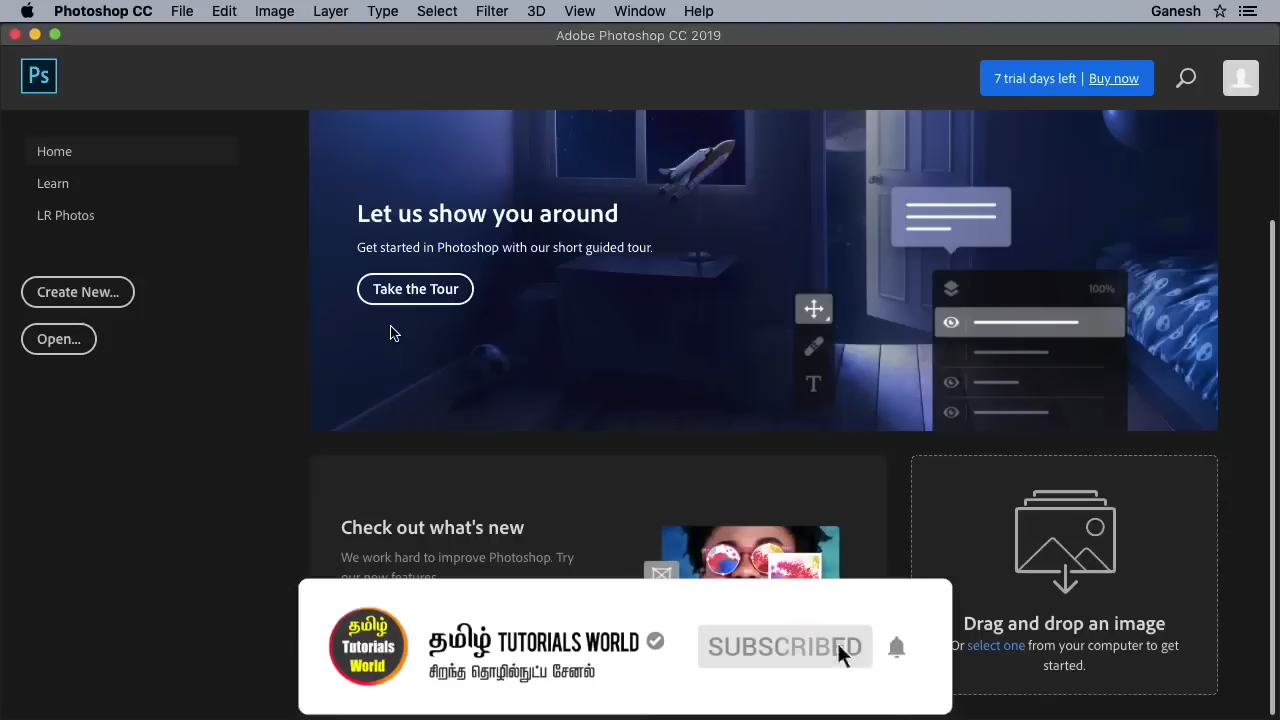 Photoshop CC File Edit Image Layer Type Select Filter 3D View Window Help Ganesh
Adobe Photoshop CC 2019
Ps
7 trial days left | Buy now
Home
Learn
LR Photos
Create New...
Open...
Let us show you around
Get started in Photoshop with our short guided tour.
Take the Tour
100%
T
Check out what's new
We work hard to improve Photoshop. Try
our new features
Drag and drop an image
Or select one from your computer to get
started.
தமிழ்
Tutorials
World
தமிழ் TUTORIALS WORLD
சிறந்த தொழில்நுட்ப சேனல்
SUBSCRIBED